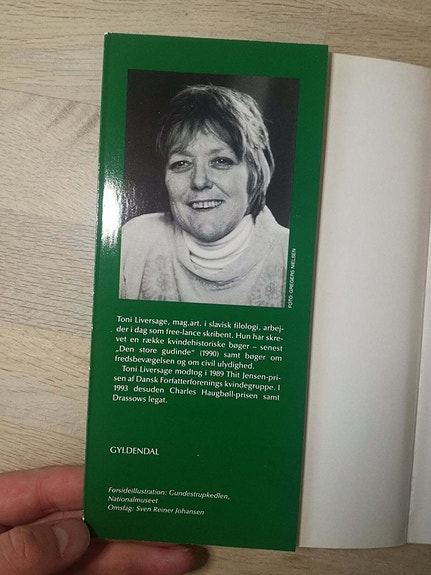 FOTO: GREGERS NIELSEN
Toni Liversage, mag.art. i slavisk filologi, arbej-
der i dag som free-lance skribent. Hun har skre-
vet en række kvindehistoriske bøger – senest
„Den store gudinde“ (1990) samt bøger om
fredsbevægelsen og om civil ulydighed.
Toni Liversage modtog i 1989 Thit Jensen-pri-
sen af Dansk Forfatterforenings kvindegruppe. I
1993 desuden Charles Haugbøll-prisen samt
Drassows legat.
GYLDENDAL
Forsideillustration: Gundestrupkedlen,
Nationalmuseet
Omslag: Sven Reiner Johansen